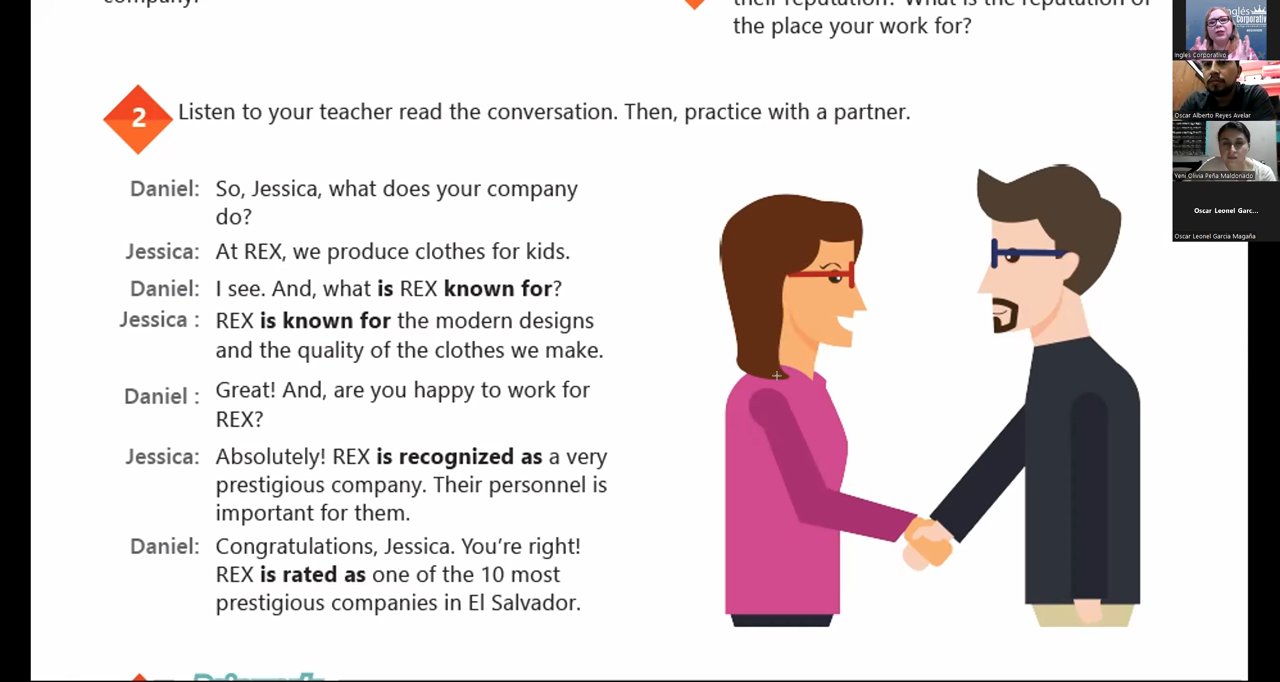 company?
their reputation? What is the reputation of
the place your work for?
2
Listen to your teacher read the conversation. Then, practice with a partner.
Daniel: So, Jessica, what does your company
do?
Jessica: At REX, we produce clothes for kids.
Daniel: I see. And, what is REX known for?
Jessica : REX is known for the modern designs
and the quality of the clothes we make.
Daniel : Great! And, are you happy to work for
REX?
Jessica: Absolutely! REX is recognized as a very
prestigious company. Their personnel is
important for them.
Daniel: Congratulations, Jessica. You're right!
REX is rated as one of the 10 most
prestigious companies in El Salvador.
Inglés
Corporativo
Ingles Corporativo
Oscar Alberto Reyes Avelar
Yeni Olivia Peña Maldonado
Oscar Leonel Garc...
Oscar Leonel Garcia Magaña